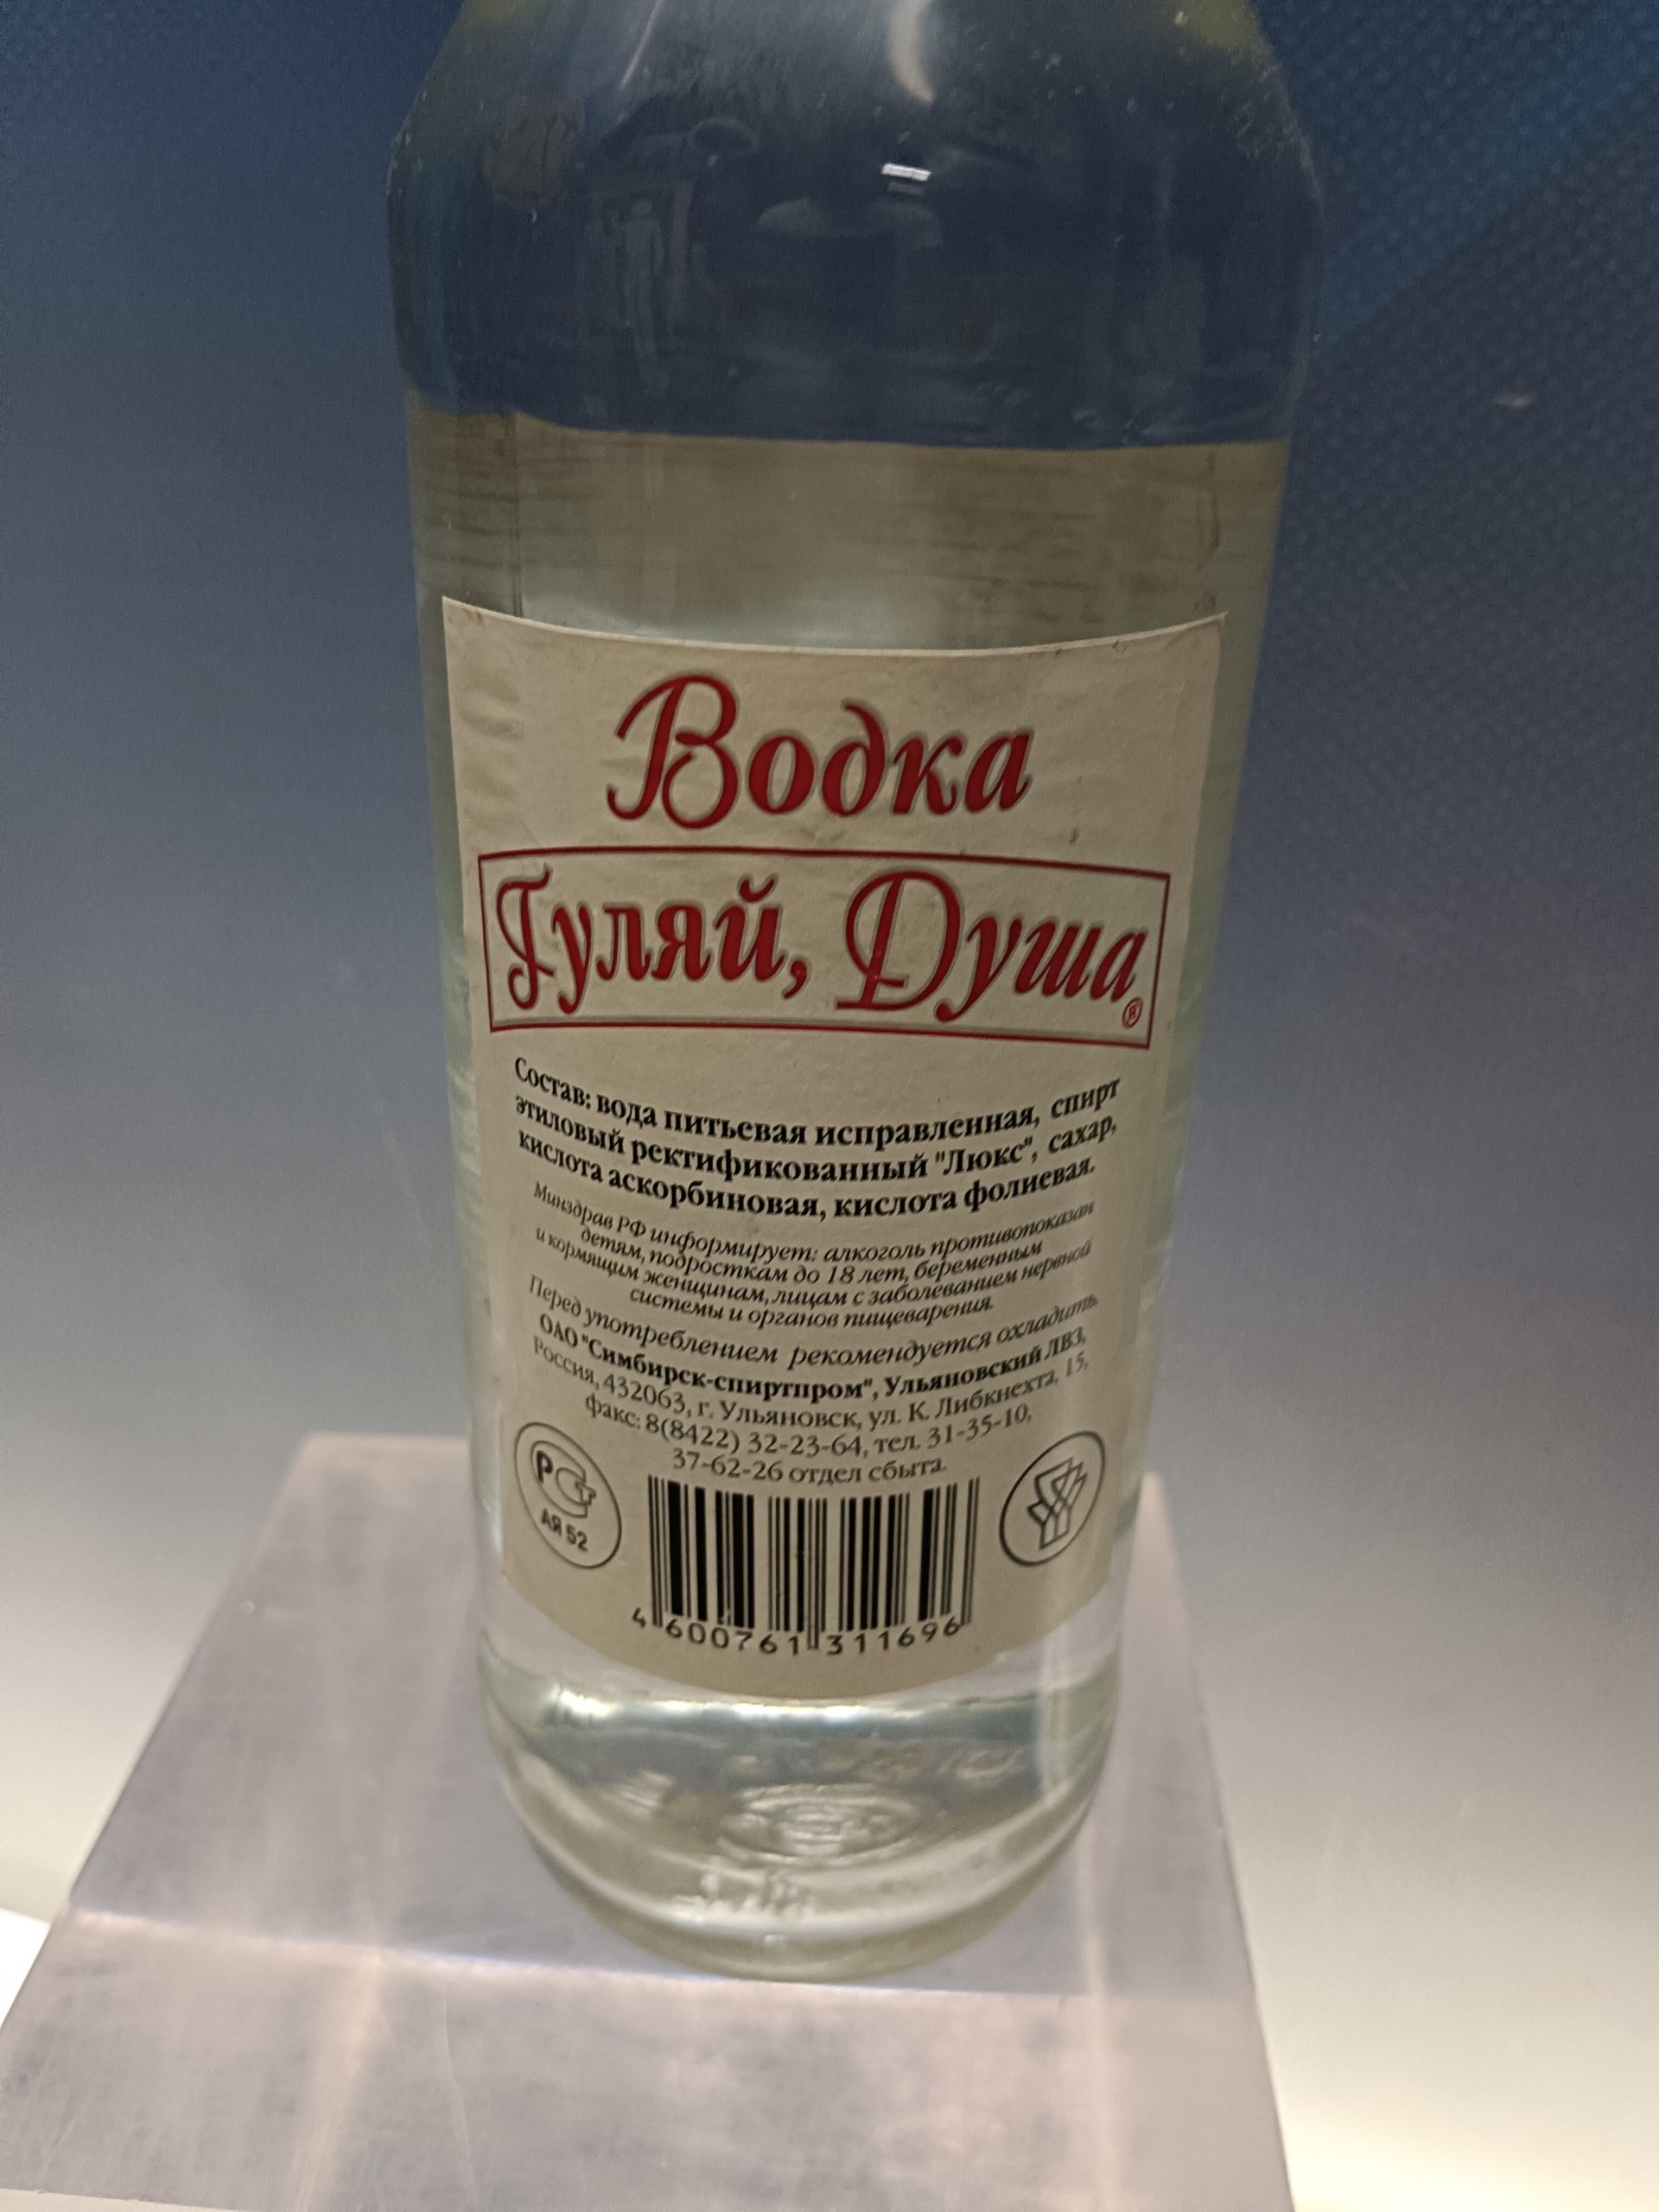 Водка
Гуляй, Душа®
Состав: вода питьевая исправленная, спирт
этиловый ректификованный "Люкс", сахар,
кислота аскорбиновая, кислота фолиевая.
Минздрав РФ информирует: алкоголь противопоказан
детям, подросткам до 18 лет, беременным
и кормящим женщинам, лицам с заболеванием нервной
системы и органов пищеварения.
Перед употреблением рекомендуется охладить.
ОАО "Симбирск-спиртпром", Ульяновский ЛВЗ,
Россия, 432063, г. Ульяновск, ул. К. Либкнехта, 15,
факс: 8(8422) 32-23-64, тел. 31-35-10,
37-62-26 отдел сбыта.
РСТ
АЯ 52
4 600761 311696